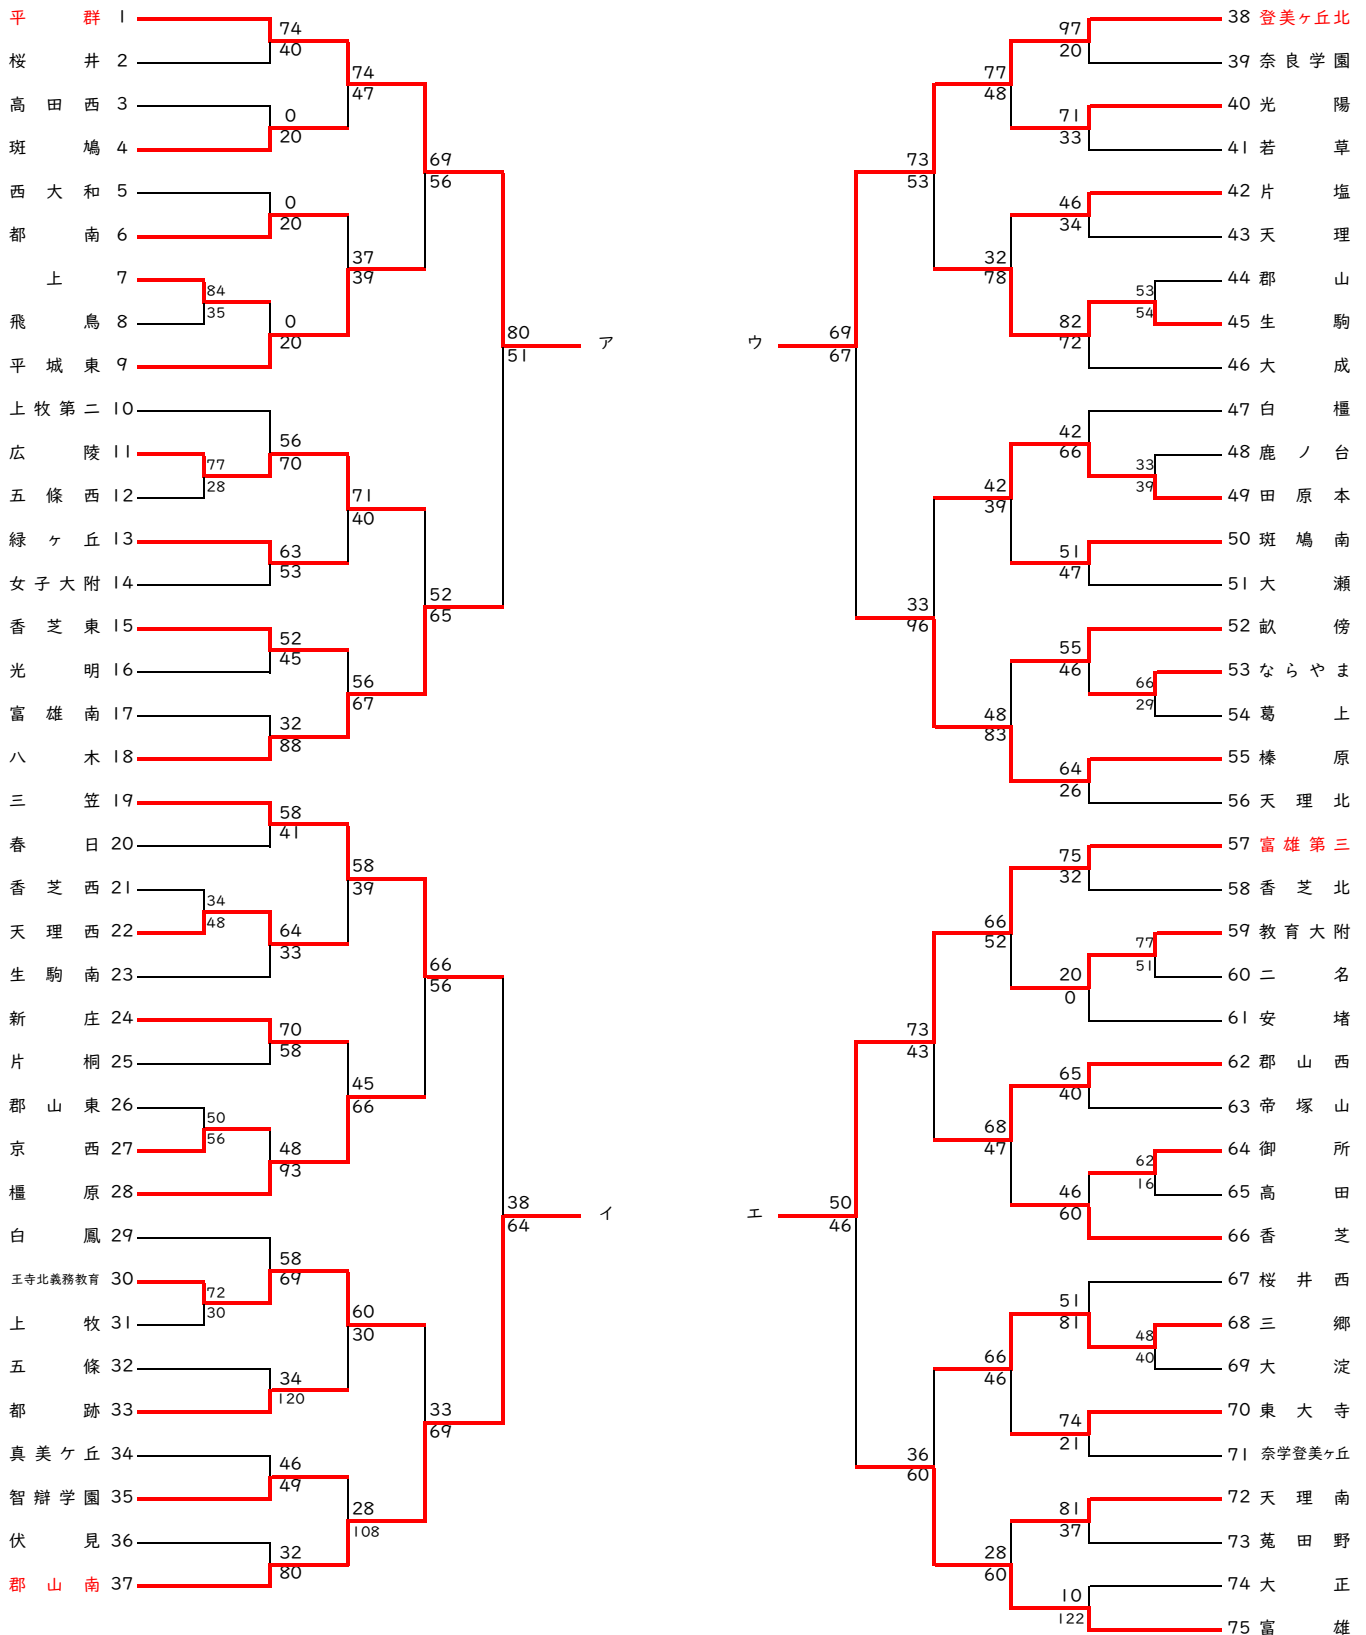 平群 1
桜井 2
高田西 3
斑鳩 4
西大和 5
都南 6
上 7
飛鳥 8
平城東 9
上牧第二 10
広陵 11
五條西 12
緑ヶ丘 13
女子大附 14
香芝東 15
光明 16
富雄南 17
八木 18
三笠 19
春日 20
香芝西 21
天理西 22
生駒南 23
新庄 24
片桐 25
郡山東 26
京西 27
橿原 28
白鳳 29
王寺北義務教育 30
上牧 31
五條 32
都跡 33
真美ケ丘 34
智辯学園 35
伏見 36
郡山南 37
84
35
77
28
34
48
50
56
72
30
74
40
0
20
0
20
0
20
56
70
63
53
52
45
32
88
58
41
64
33
70
58
48
93
58
69
34
120
46
49
32
80
74
47
37
39
71
40
56
67
58
39
45
66
60
30
28
108
69
56
52
65
66
56
33
69
80
51
38
64
ア
イ
ウ
エ
69
67
50
46
73
53
33
96
73
43
36
60
77
48
32
78
42
39
48
83
66
52
68
47
66
46
28
60
97
20
71
33
46
34
82
72
42
66
51
47
55
46
64
26
75
32
20
0
65
40
46
60
51
81
74
21
81
37
10
122
53
54
33
39
66
29
77
51
62
16
48
40
38 登美ヶ丘北
39 奈良学園
40 光陽
41 若草
42 片塩
43 天理
44 郡山
45 生駒
46 大成
47 白橿
48 鹿ノ台
49 田原本
50 斑鳩南
51 大瀬
52 畝傍
53 ならやま
54 葛上
55 榛原
56 天理北
57 富雄第三
58 香芝北
59 教育大附
60 二名
61 安堵
62 郡山西
63 帝塚山
64 御所
65 高田
66 香芝
67 桜井西
68 三郷
69 大淀
70 東大寺
71 奈学登美ヶ丘
72 天理南
73 菟田野
74 大正
75 富雄